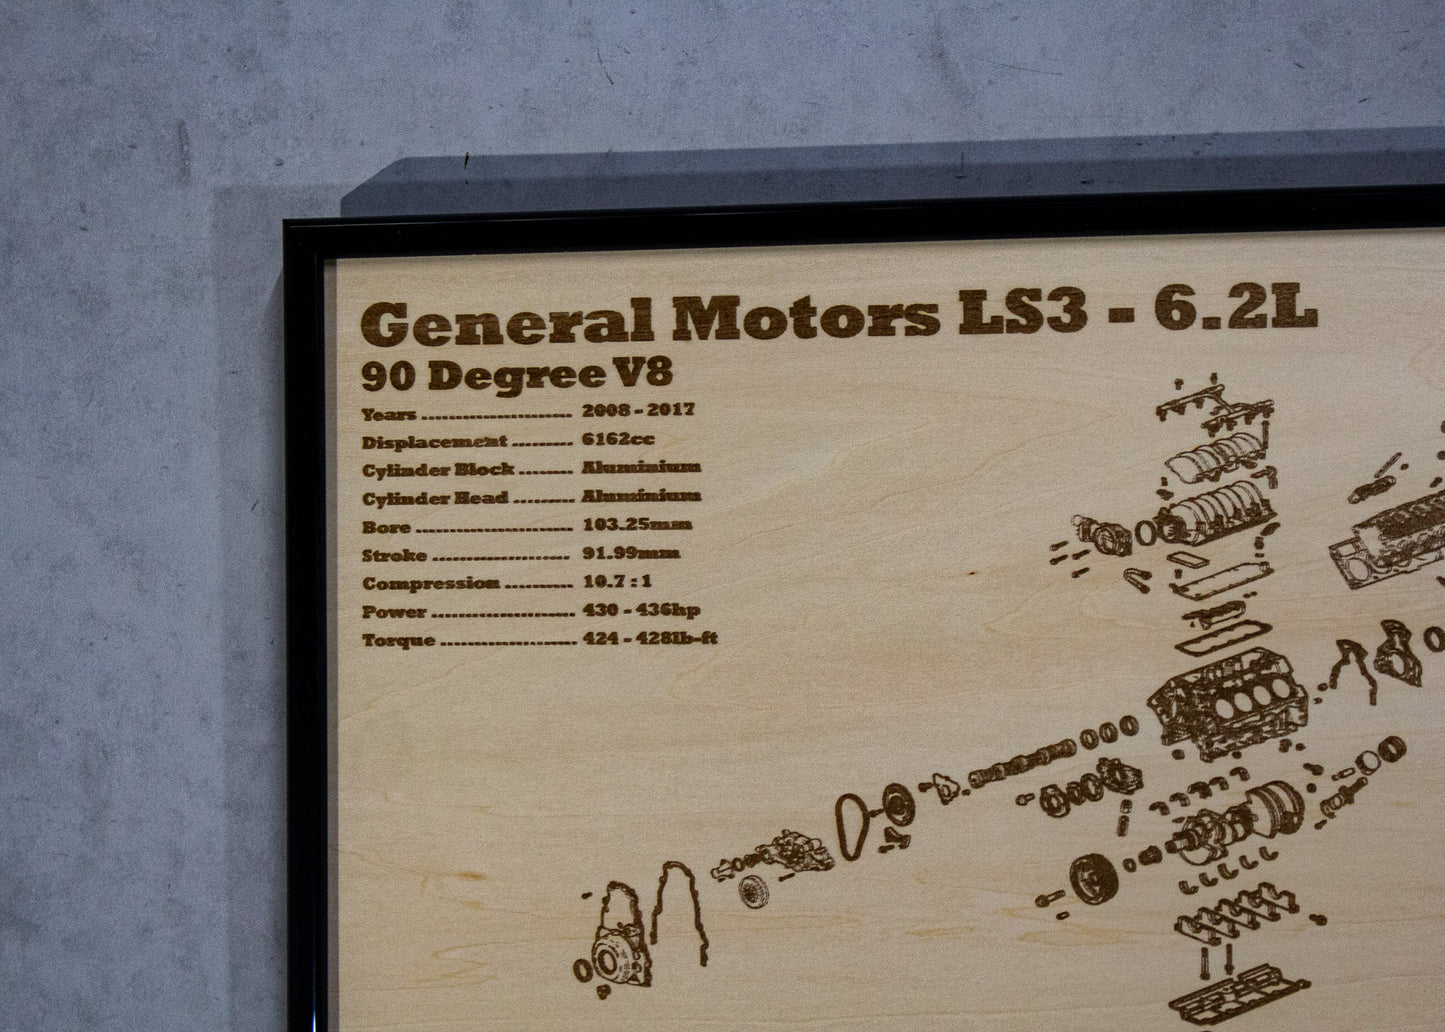 General Motors LS3 - 6.2L
90 Degree V8
Years ........................... 2008 - 2017
Displacement ........... 6162cc
Cylinder Block .......... Aluminium
Cylinder Head ........... Aluminium
Bore ............................ 103.25mm
Stroke ......................... 91.99mm
Compression ............ 10.7 : 1
Power .......................... 430 - 436hp
Torque ......................... 424 - 428lb-ft